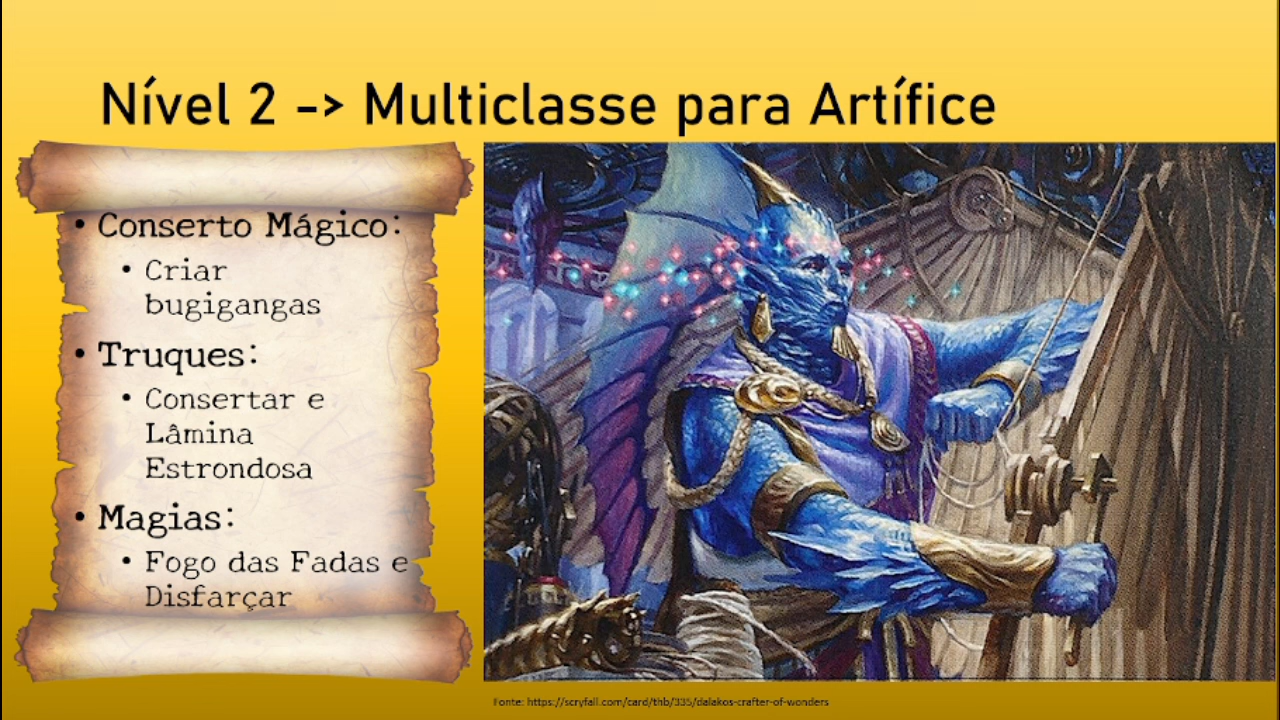 Nível 2 -> Multiclasse para Artífice
• Conserto Mágico:
• Criar
bugigangas
• Truques:
• Consertar e
Lâmina
Estrondosa
• Magias:
• Fogo das Fadas e
Disfarçar
Fonte: https://scryfall.com/card/thb/335/dalakos-crafter-of-wonders